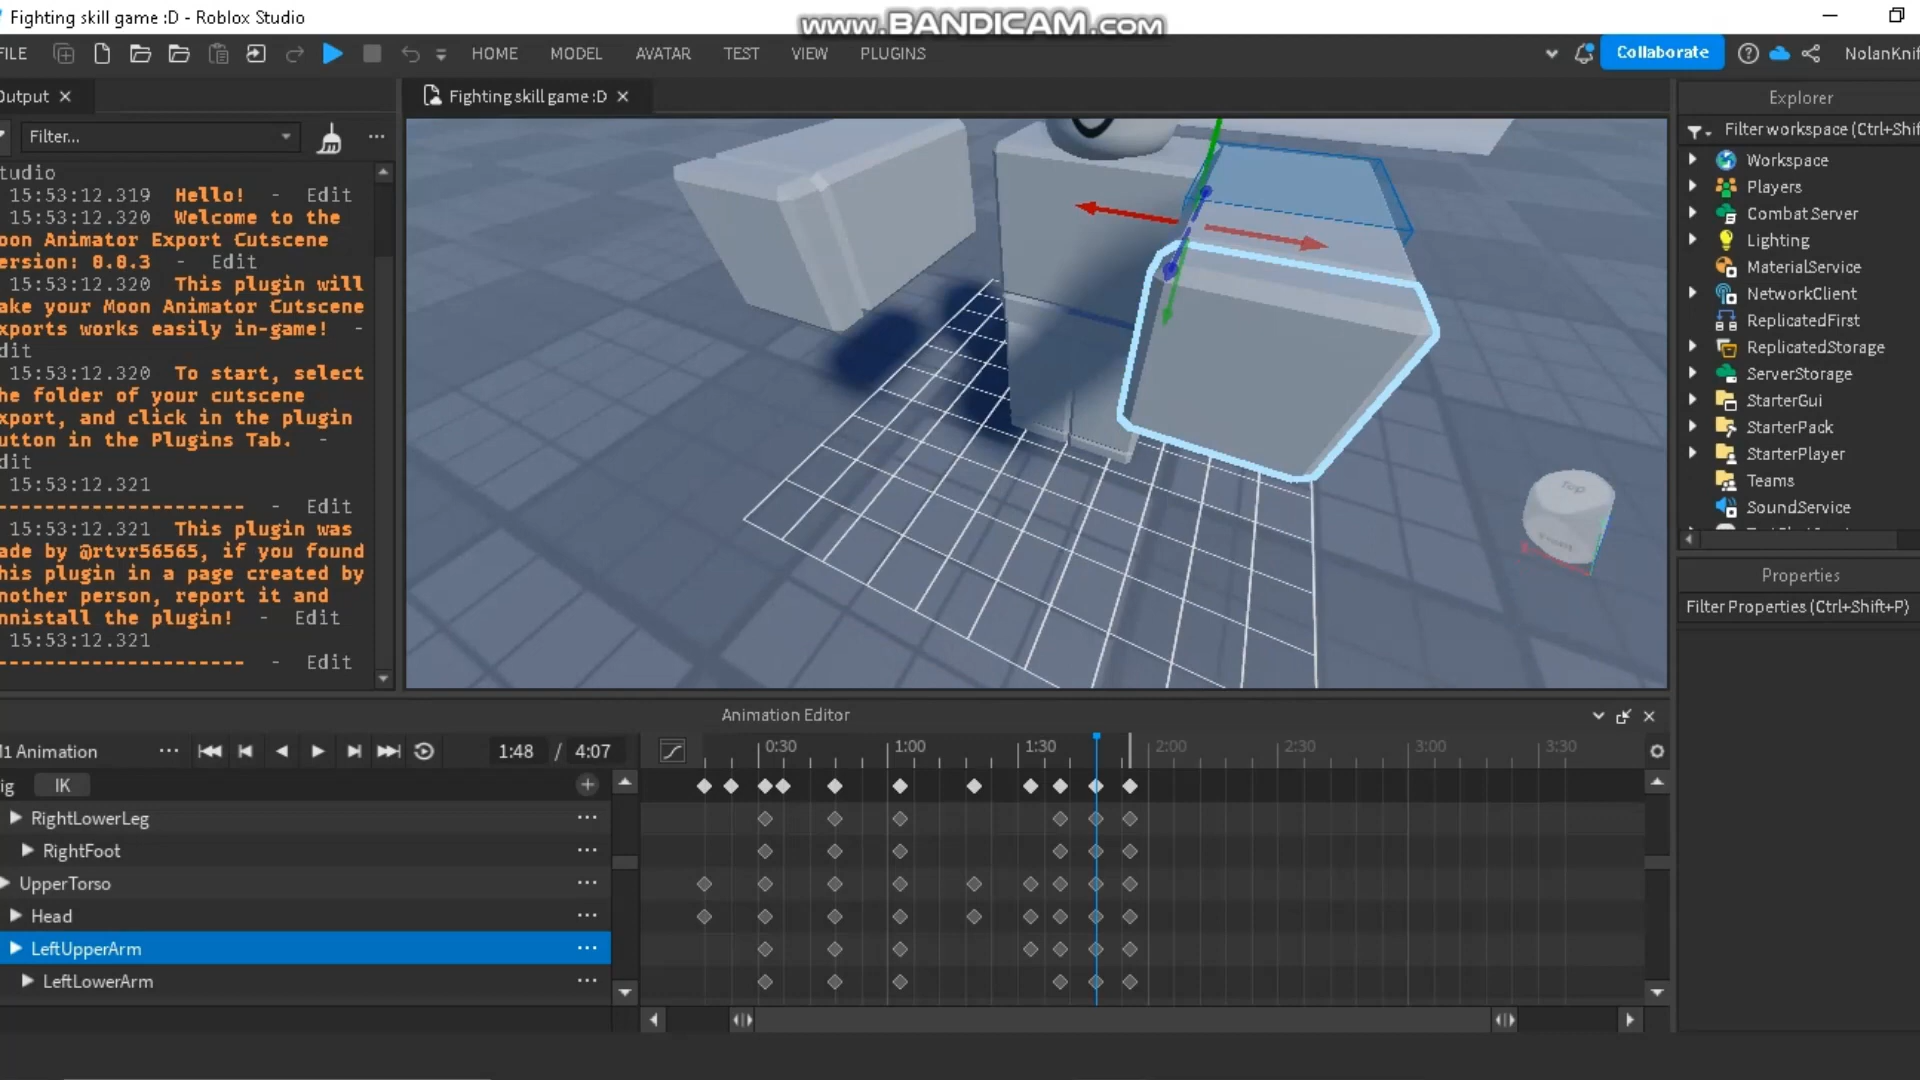 Fighting skill game :D - Roblox Studio
www.BANDICAM.com
FILE HOME MODEL AVATAR TEST VIEW PLUGINS Collaborate NolanKnif
Output
Filter...
tudio
15:53:12.319 Hello! - Edit
15:53:12.320 Welcome to the
oon Animator Export Cutscene
ersion: 0.0.3 - Edit
15:53:12.320 This plugin will
ake your Moon Animator Cutscene
xports works easily in-game! -
dit
15:53:12.320 To start, select
he folder of your cutscene
xport, and click in the plugin
utton in the Plugins Tab. -
dit
15:53:12.321
--------------------- - Edit
15:53:12.321 This plugin was
ade by @rtvr56565, if you found
his plugin in a page created by
nother person, report it and
nnistall the plugin! - Edit
15:53:12.321
--------------------- - Edit
Fighting skill game :D
Top
Front
Explorer
Filter workspace (Ctrl+Shif
Workspace
Players
Combat Server
Lighting
MaterialService
NetworkClient
ReplicatedFirst
ReplicatedStorage
ServerStorage
StarterGui
StarterPack
StarterPlayer
Teams
SoundService
Properties
Filter Properties (Ctrl+Shift+P)
Animation Editor
1 Animation ... 1:48 / 4:07
0:30 1:00 1:30 2:00 2:30 3:00 3:30
ig IK
RightLowerLeg
RightFoot
UpperTorso
Head
LeftUpperArm
LeftLowerArm